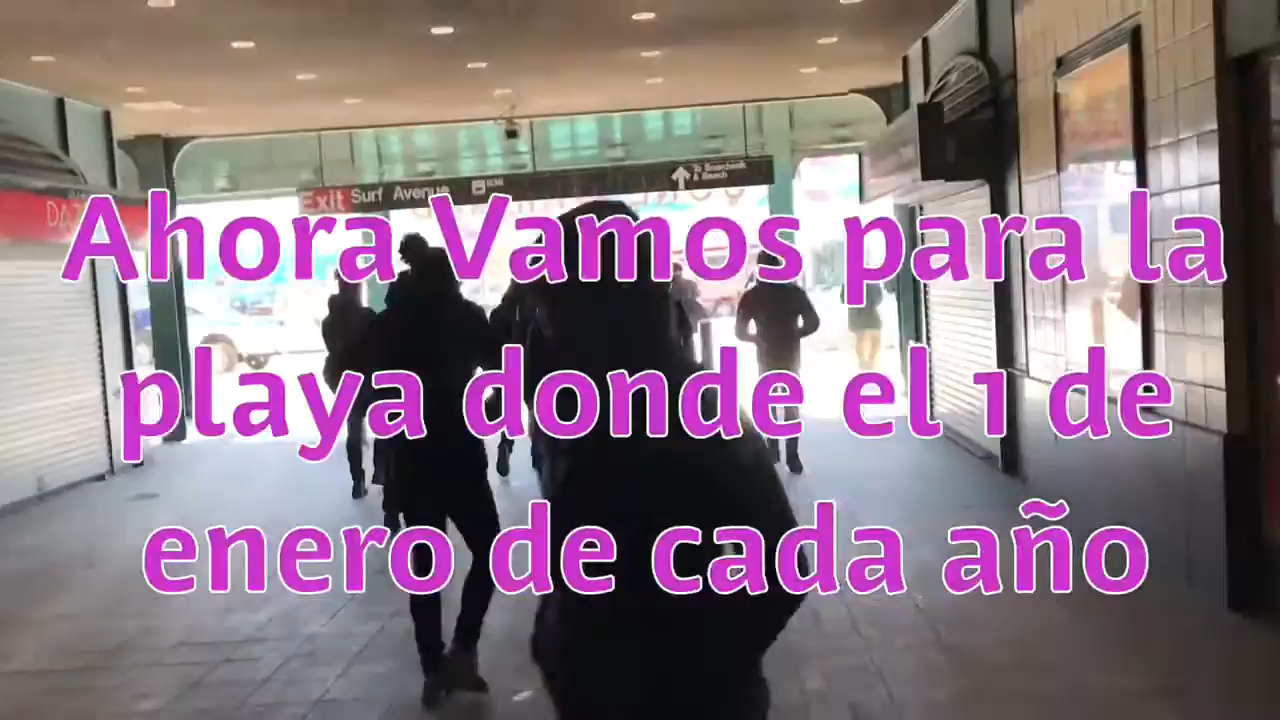 Exit Surf Avenue
To Boardwalk
& Beach
Ahora Vamos para la
playa donde el 1 de
enero de cada año